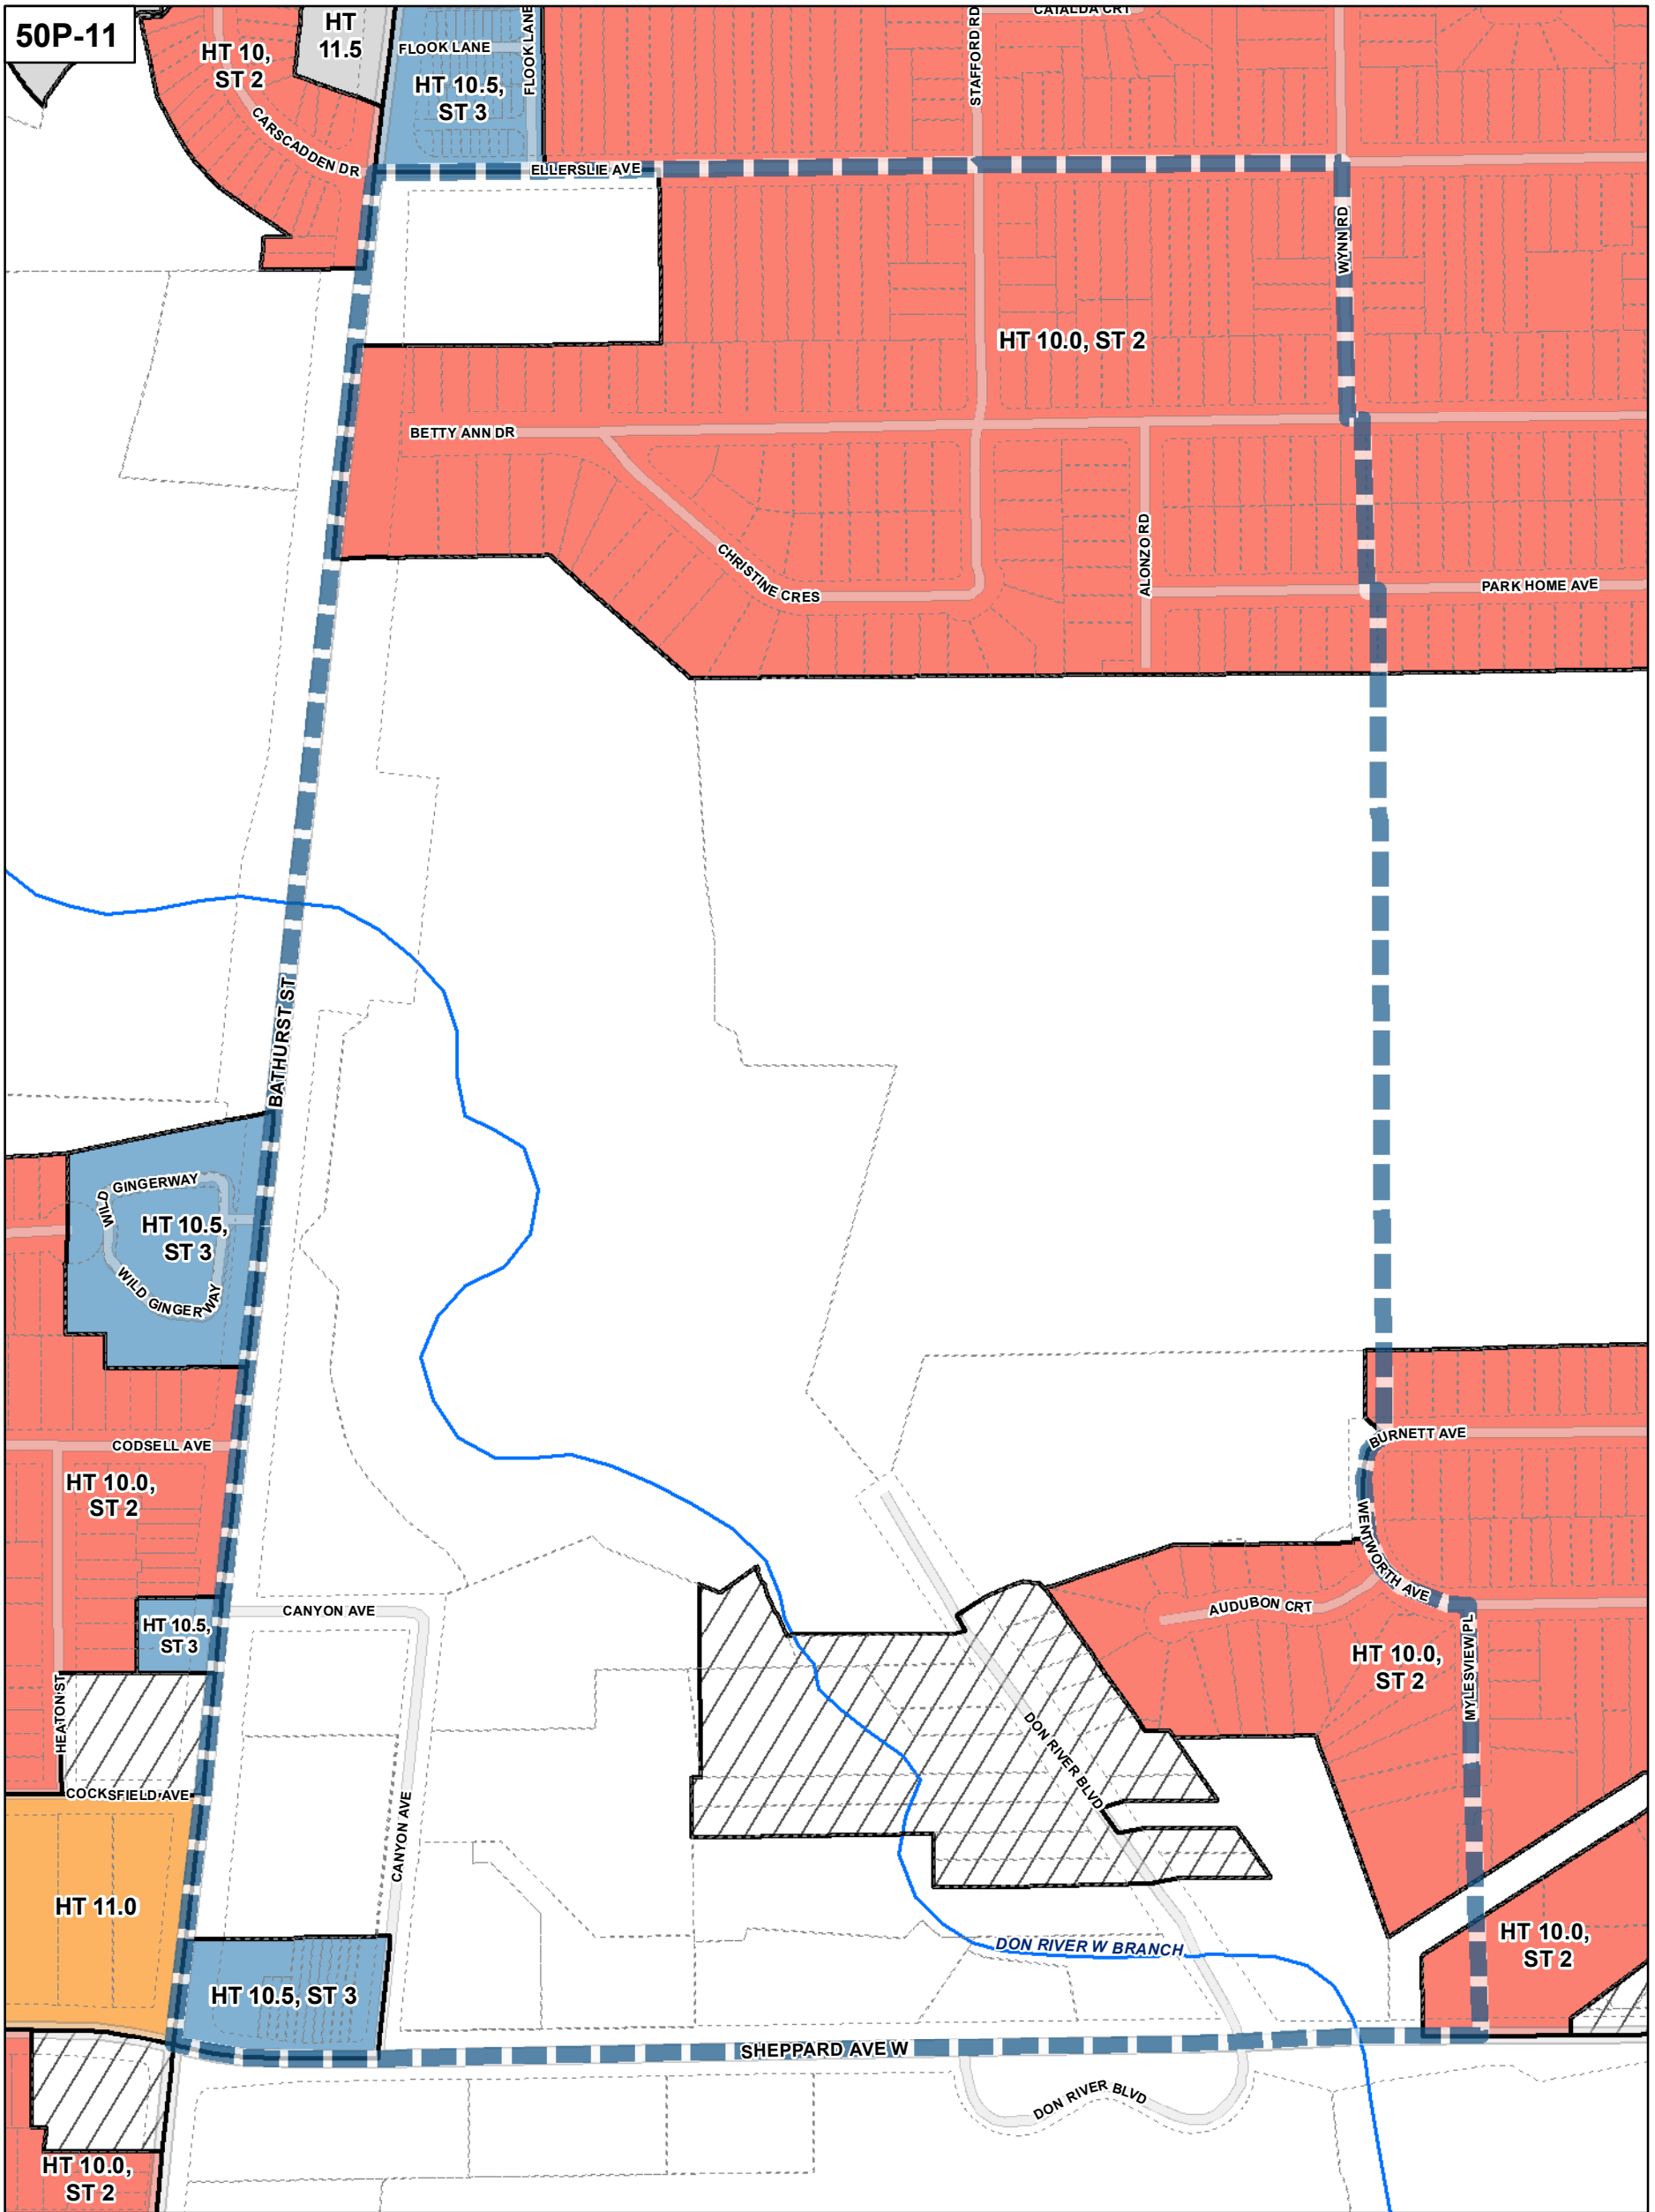 50P-11
HT 10,
ST 2
HT
11.5
FLOOK LANE
FLOOK LANE
HT 10.5,
ST 3
STAFFORD RD
CATALDA CRT
CARSCADDEN DR
ELLERSLIE AVE
WYNN RD
HT 10.0, ST 2
BETTY ANN DR
CHRISTINE CRES
ALONZO RD
PARK HOME AVE
BATHURST ST
WILD
GINGERWAY
HT 10.5,
ST 3
WILD GINGERWAY
CODSELL AVE
BURNETT AVE
HT 10.0,
ST 2
WENTWORTH AVE
CANYON AVE
AUDUBON CRT
HT 10.5,
ST 3
HT 10.0,
ST 2
MYLESVIEW PL
HEATON ST
DON RIVER BLVD
COCKSFIELD AVE
CANYON AVE
HT 11.0
HT 10.0,
ST 2
DON RIVER W BRANCH
HT 10.5, ST 3
SHEPPARD AVE W
DON RIVER BLVD
HT 10.0,
ST 2